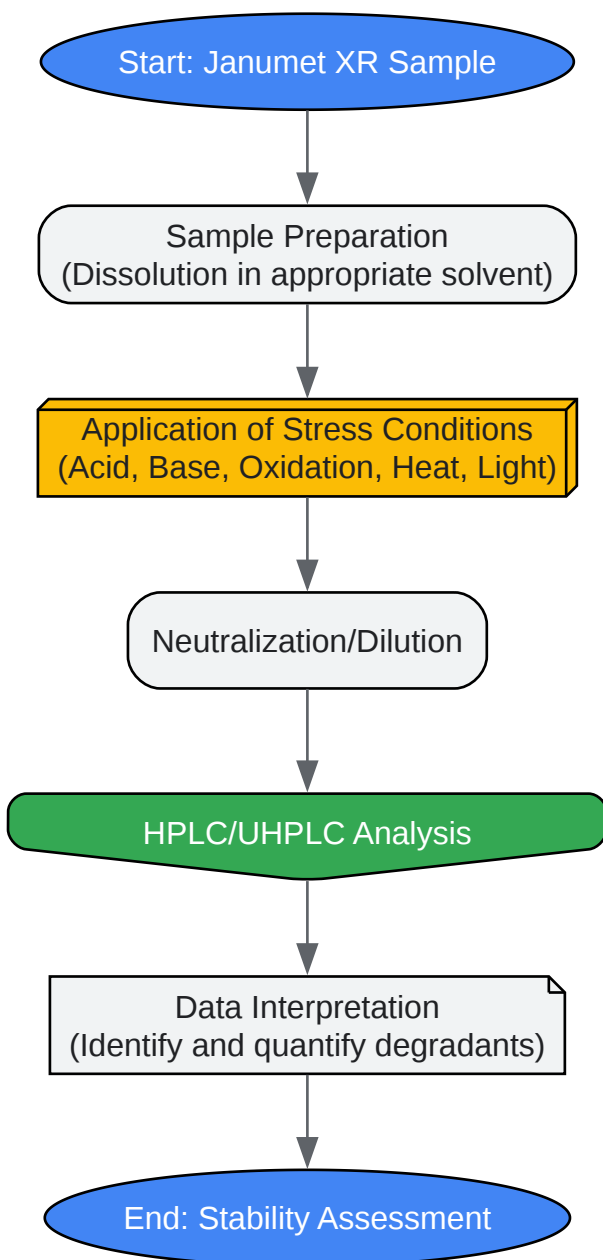 Start: Janumet XR Sample
Sample Preparation
(Dissolution in appropriate solvent)
Application of Stress Conditions
(Acid, Base, Oxidation, Heat, Light)
Neutralization/Dilution
HPLC/UHPLC Analysis
Data Interpretation
(Identify and quantify degradants)
End: Stability Assessment